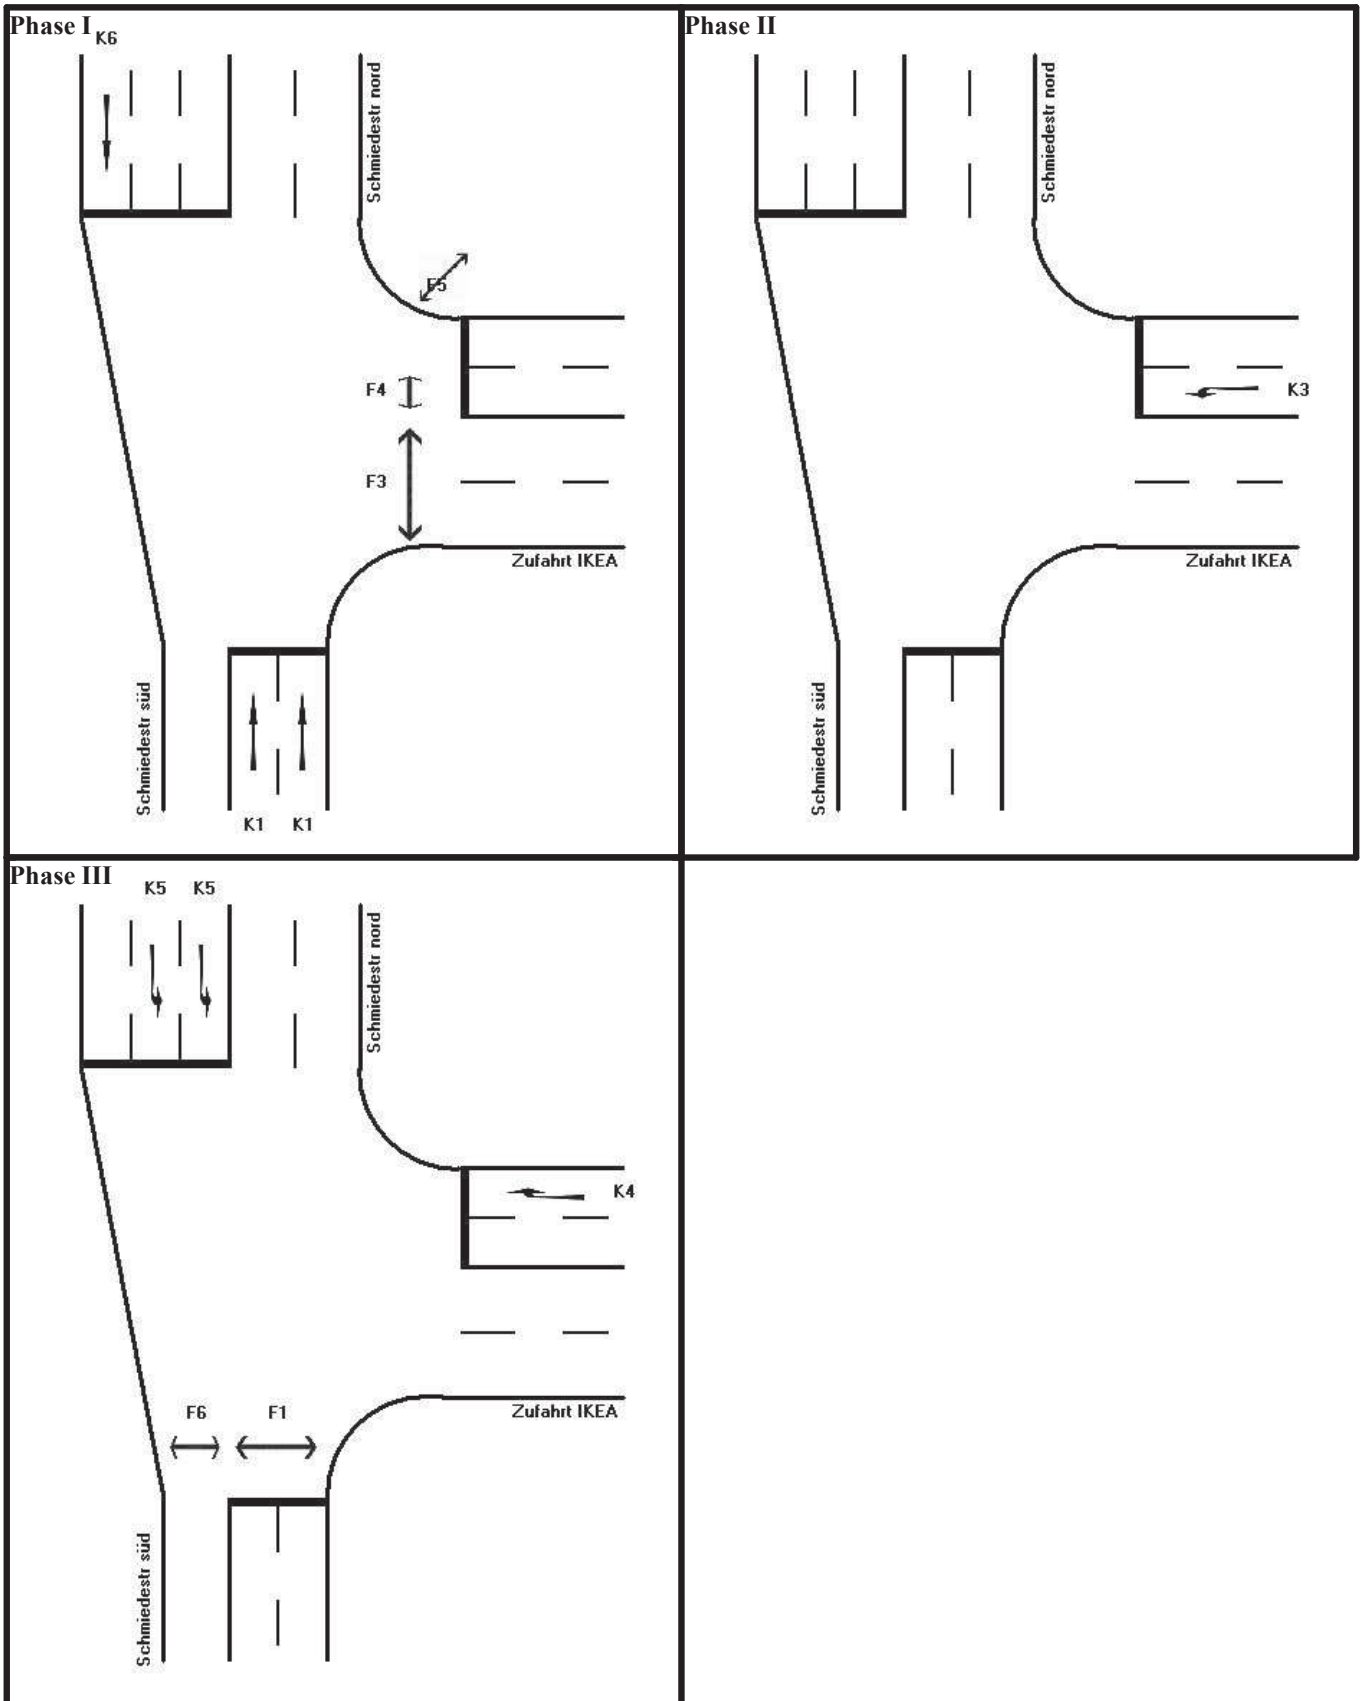 Phase I
K6
Schmiedestr nord
F5
F4
F3
Zufahrt IKEA
Schmiedestr süd
K1 K1
Phase II
Schmiedestr nord
K3
Zufahrt IKEA
Schmiedestr süd
Phase III
K5 K5
Schmiedestr nord
K4
Zufahrt IKEA
F6 F1
Schmiedestr süd